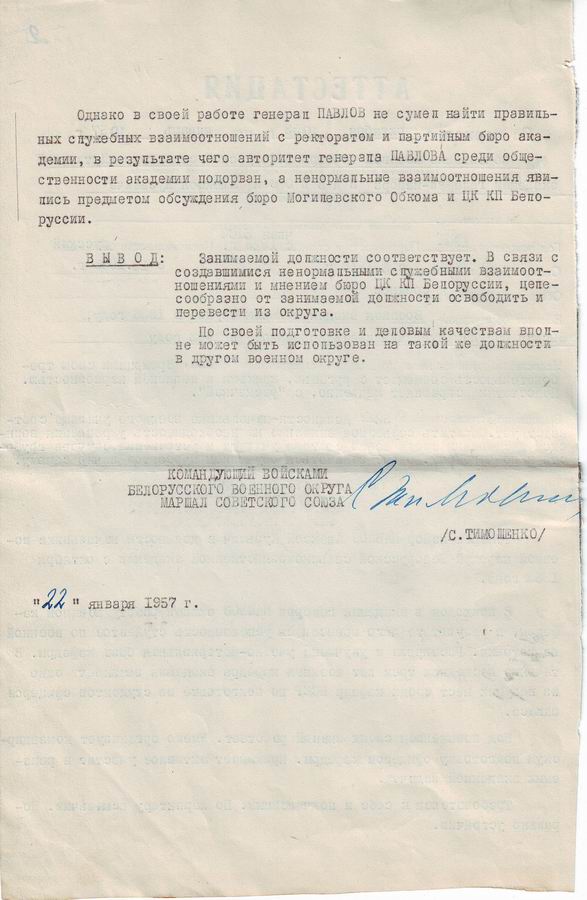 Однако в своей работе генерал ПАВЛОВ не сумел найти правиль-
ных служебных взаимоотношений с ректоратом и партийным бюро ака-
демии, в результате чего авторитет генерала ПАВЛОВА среди обще-
ственности академии подорван, а ненормальные взаимоотношения яви-
лись предметом обсуждения бюро Могилевского Обкома и ЦК КП Бело-
руссии.
ВЫВОД: Занимаемой должности соответствует. В связи с
создавшимися ненормальными служебными взаимоот-
ношениями и мнением бюро ЦК КП Белоруссии, целе-
сообразно от занимаемой должности освободить и
перевести из округа.
По своей подготовке и деловым качествам впол-
не может быть использован на такой же должности
в другом военном округе.
КОМАНДУЮЩИЙ ВОЙСКАМИ
БЕЛОРУССКОГО ВОЕННОГО ОКРУГА
МАРШАЛ СОВЕТСКОГО СОЮЗА
/С.ТИМОШЕНКО/
"22" января 1957 г.